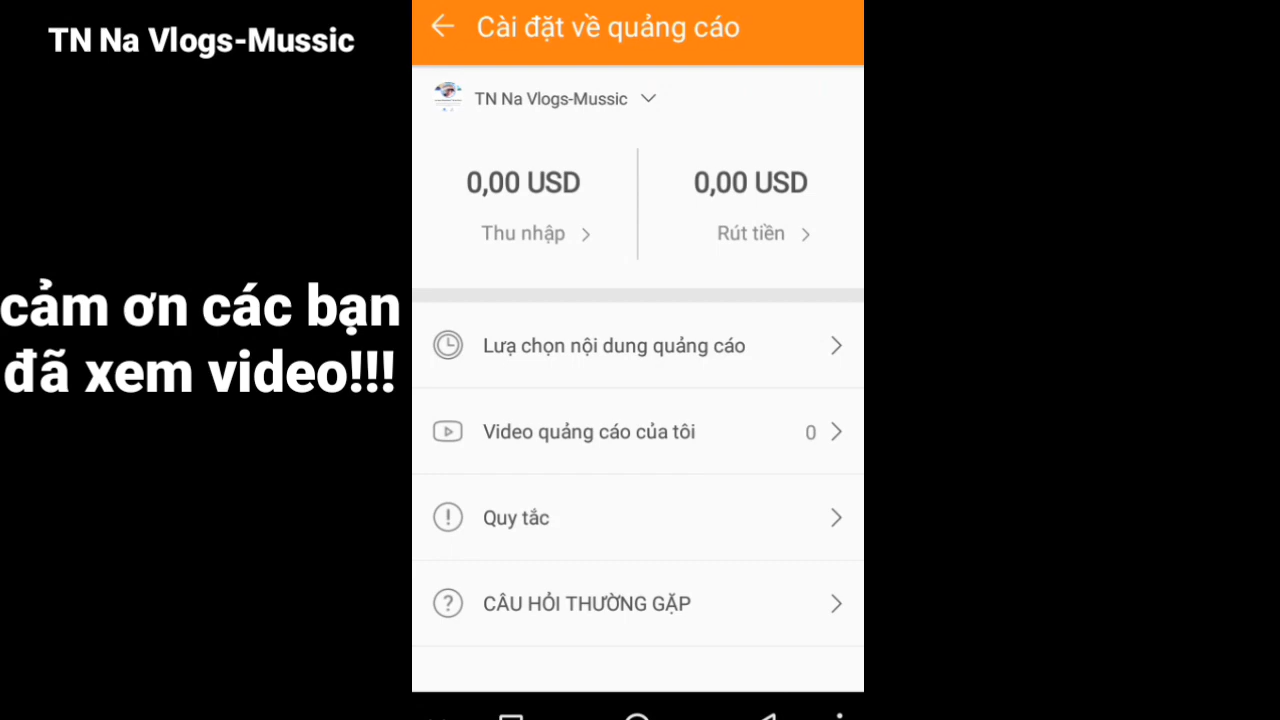 TN Na Vlogs-Mussic
cảm ơn các bạn
đã xem video!!!
Cài đặt về quảng cáo
TN Na Vlogs-Mussic
0,00 USD
Thu nhập
0,00 USD
Rút tiền
Lưạ chọn nội dung quảng cáo
Video quảng cáo của tôi
0
Quy tắc
CÂU HỎI THƯỜNG GẶP